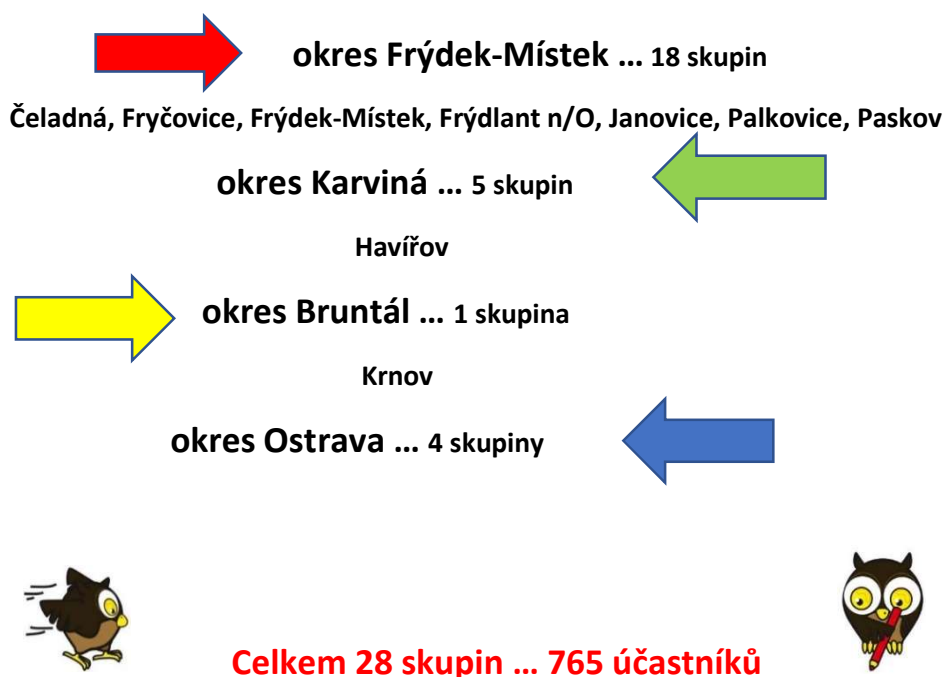 okres Frýdek-Místek … 18 skupin
Čeladná, Fryčovice, Frýdek-Místek, Frýdlant n/O, Janovice, Palkovice, Paskov
okres Karviná … 5 skupin
Havířov
okres Bruntál … 1 skupina
Krnov
okres Ostrava … 4 skupiny
Celkem 28 skupin … 765 účastníků